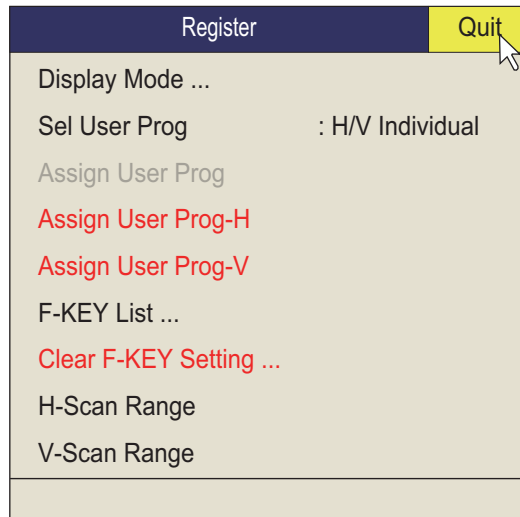 Register Quit
Display Mode ...
Sel User Prog : H/V Individual
Assign User Prog
Assign User Prog-H
Assign User Prog-V
F-KEY List ...
Clear F-KEY Setting ...
H-Scan Range
V-Scan Range